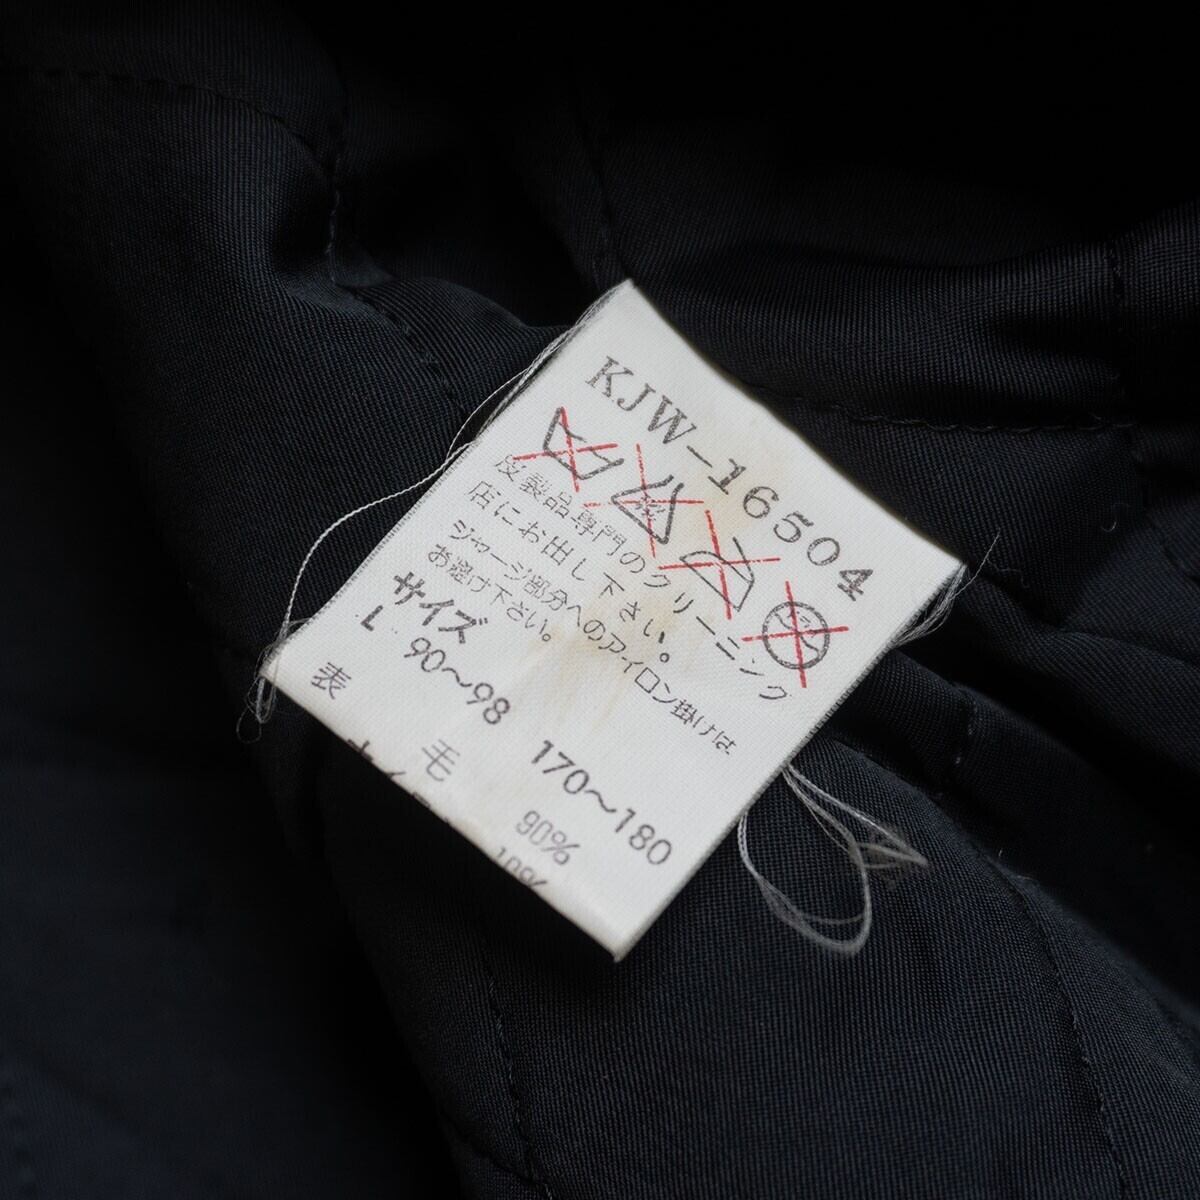 KJW-16504
皮製品専門のクリーニング
店にお出し下さい。
ジャージ部分へのアイロン掛けは
お避け下さい。
サイズ
L 90〜98 170〜180
表 毛 90%
10%